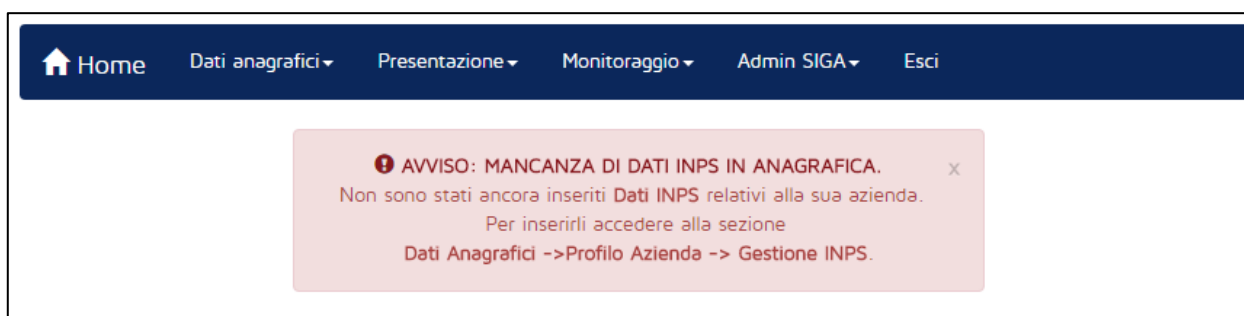 Home Dati anagrafici Presentazione Monitoraggio Admin SIGA Esci
AVVISO: MANCANZA DI DATI INPS IN ANAGRAFICA. x
Non sono stati ancora inseriti Dati INPS relativi alla sua azienda.
Per inserirli accedere alla sezione
Dati Anagrafici ->Profilo Azienda -> Gestione INPS.